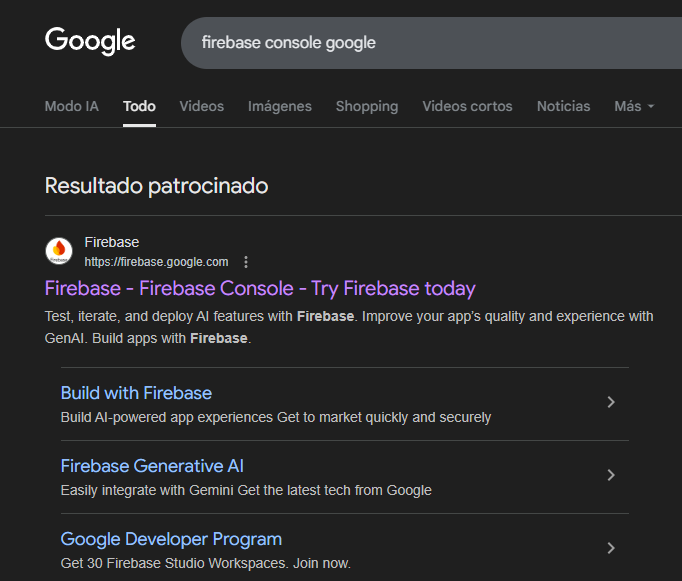 Google
firebase console google
Modo IA Todo Videos Imágenes Shopping Videos cortos Noticias Más
Resultado patrocinado
Firebase
https://firebase.google.com
Firebase - Firebase Console - Try Firebase today
Test, iterate, and deploy AI features with Firebase. Improve your app's quality and experience with
GenAI. Build apps with Firebase.
Build with Firebase
Build AI-powered app experiences Get to market quickly and securely
Firebase Generative AI
Easily integrate with Gemini Get the latest tech from Google
Google Developer Program
Get 30 Firebase Studio Workspaces. Join now.